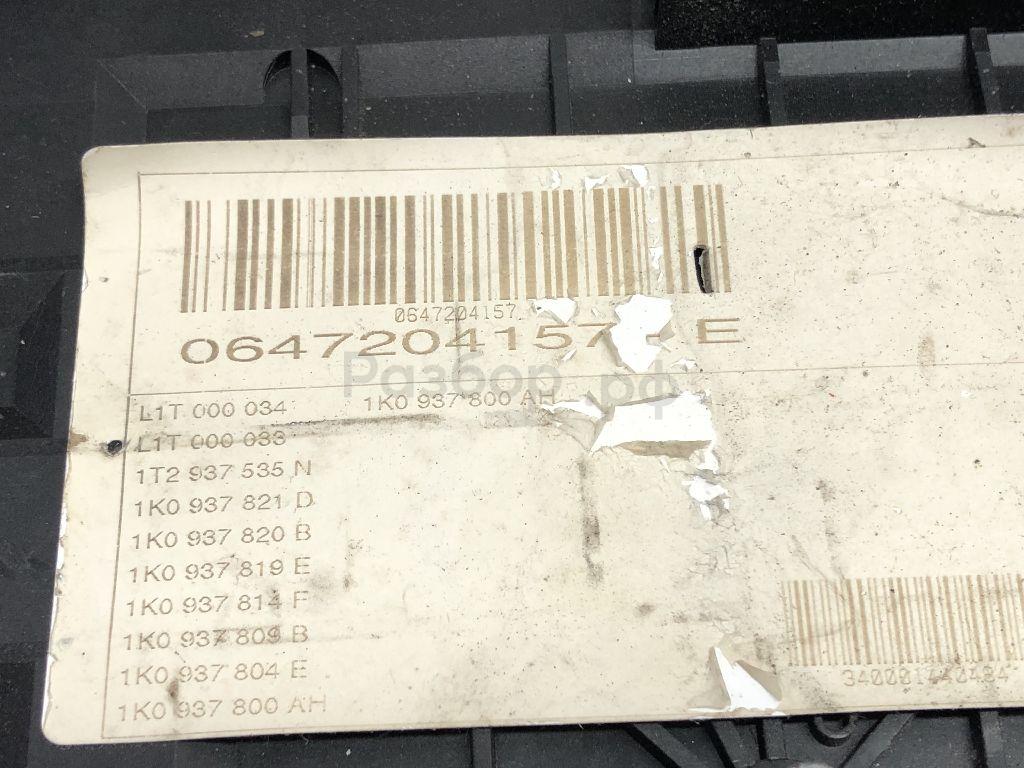 0647204157
0647204157 E
Разбор.рф
L1T 000 034 1K0 937 800 AH
L1T 000 033
1T2 937 535 N
1K0 937 821 D
1K0 937 820 B
1K0 937 819 E
1K0 937 814 F
1K0 937 809 B
1K0 937 804 E
1K0 937 800 AH